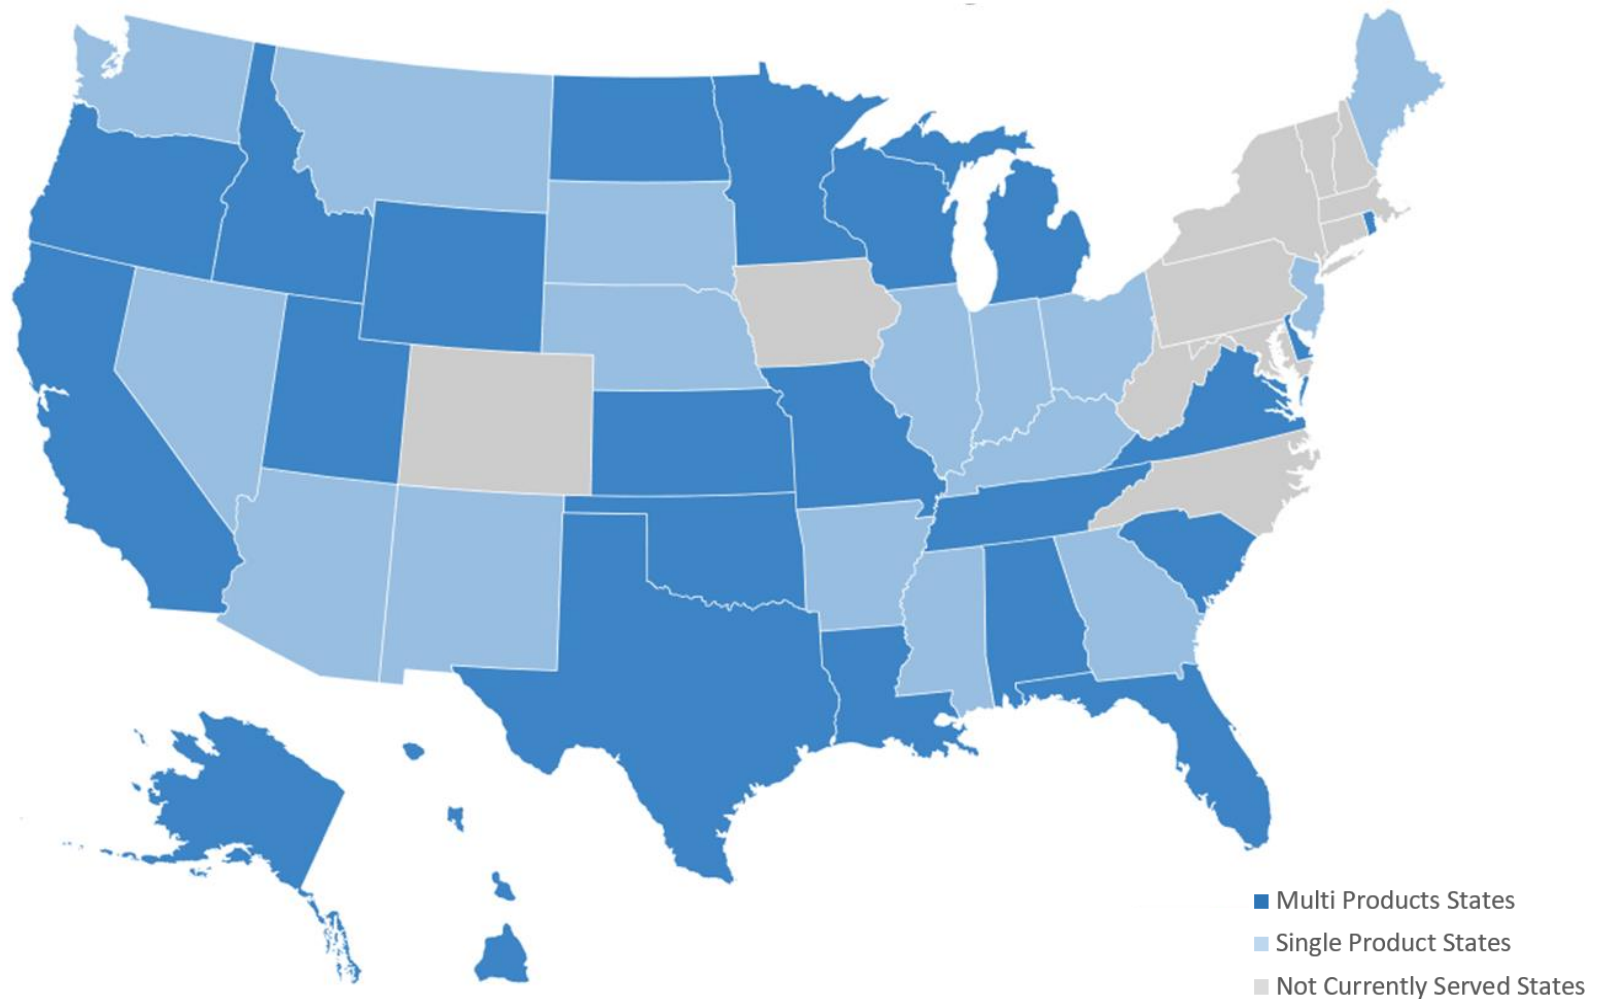 Multi Products States
Single Product States
Not Currently Served States